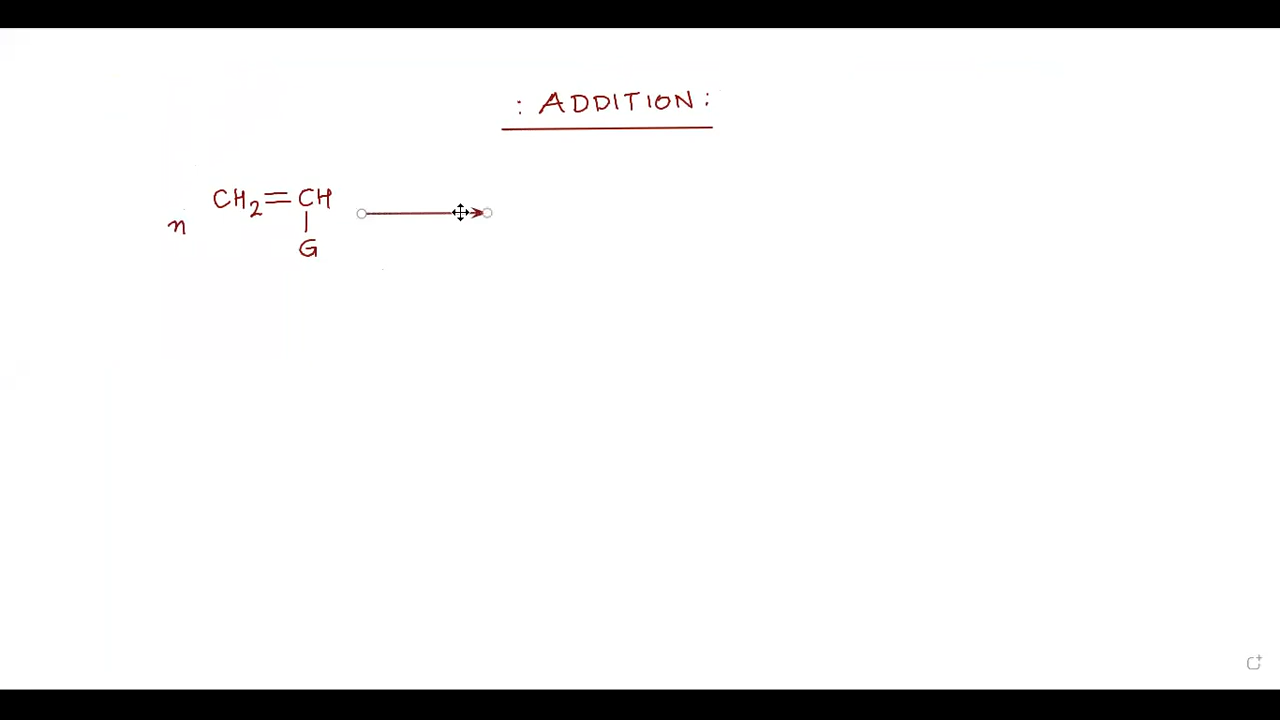 : ADDITION :
n CH₂=CH
|
G